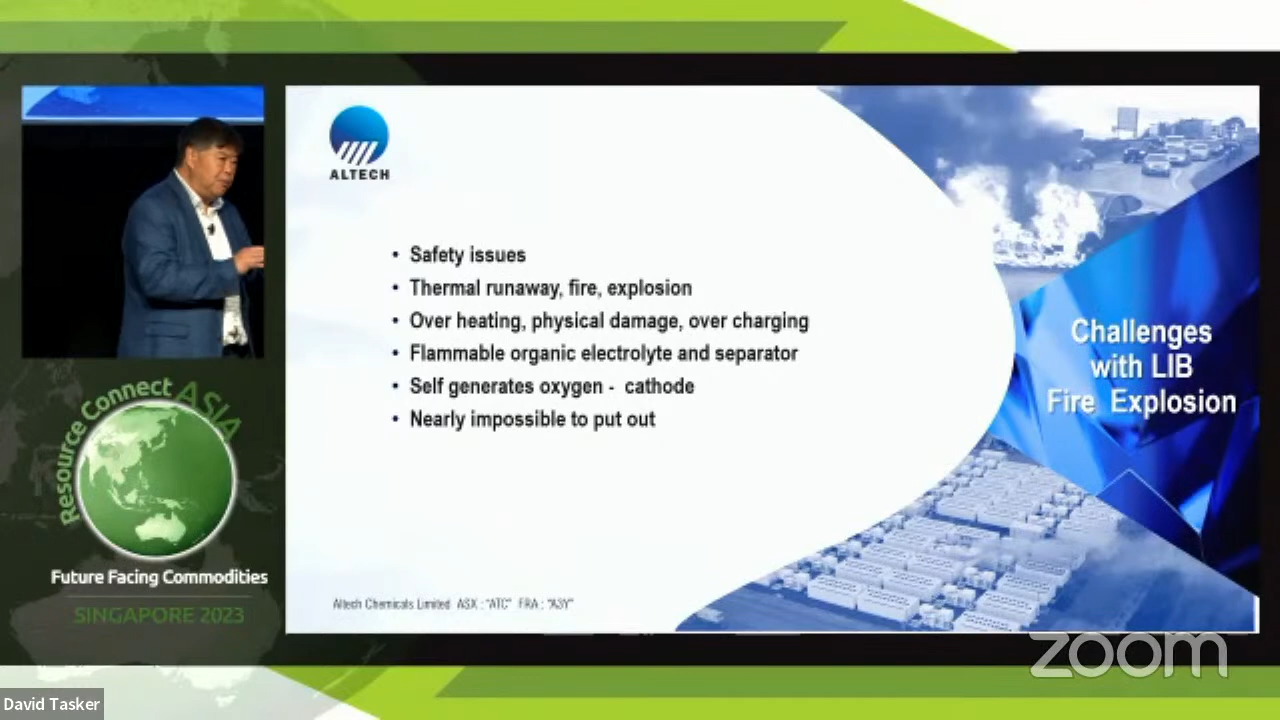 ALTECH
Safety issues
Thermal runaway, fire, explosion
Over heating, physical damage, over charging
Flammable organic electrolyte and separator
Self generates oxygen - cathode
Nearly impossible to put out
Challenges
with LIB
Fire Explosion
Altech Chemicals Limited ASX : "ATC" FRA : "A3Y"
Resource Connect ASIA
Future Facing Commodities
SINGAPORE 2023
zoom
David Tasker